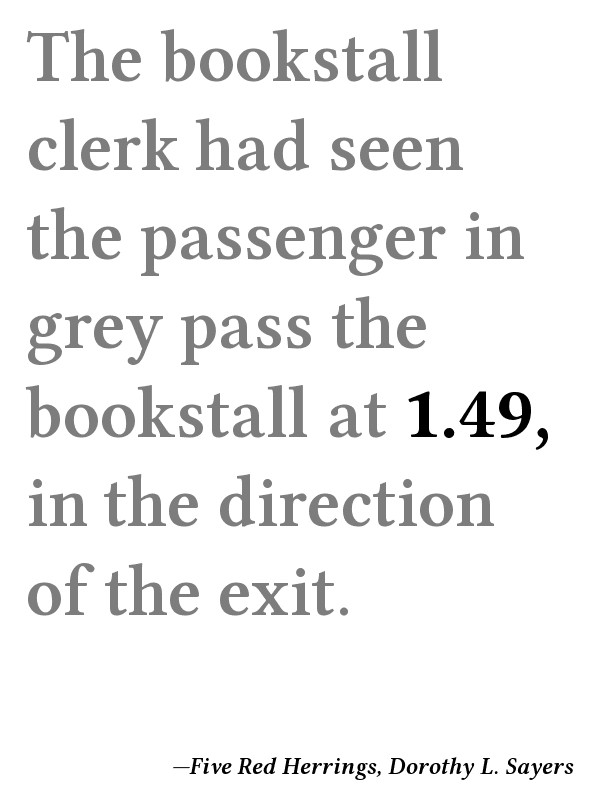 The bookstall
clerk had seen
the passenger in
grey pass the
bookstall at 1.49,
in the direction
of the exit.
—Five Red Herrings, Dorothy L. Sayers